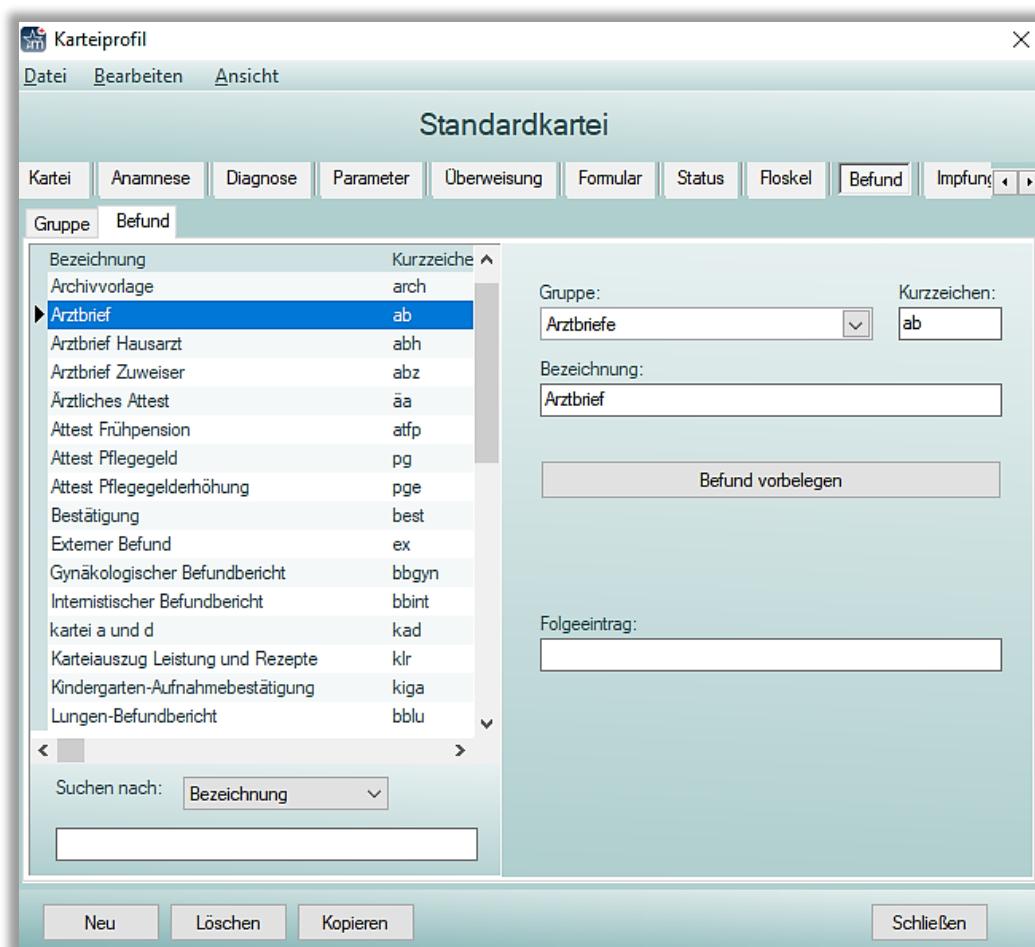 Karteiprofil
Datei Bearbeiten Ansicht
Standardkartei
Kartei Anamnese Diagnose Parameter Überweisung Formular Status Floskel Befund Impfung
Gruppe Befund
Bezeichnung Kurzzeiche
Archivvorlage arch
Arztbrief ab
Arztbrief Hausarzt abh
Arztbrief Zuweiser abz
Ärztliches Attest äa
Attest Frühpension atfp
Attest Pflegegeld pg
Attest Pflegegelderhöhung pge
Bestätigung best
Externer Befund ex
Gynäkologischer Befundbericht bbgyn
Internistischer Befundbericht bbint
kartei a und d kad
Karteiauszug Leistung und Rezepte klr
Kindergarten-Aufnahmebestätigung kiga
Lungen-Befundbericht bblu
Suchen nach: Bezeichnung
Gruppe: Kurzzeichen:
Arztbriefe ab
Bezeichnung:
Arztbrief
Befund vorbelegen
Folgeeintrag:
Neu Löschen Kopieren Schließen